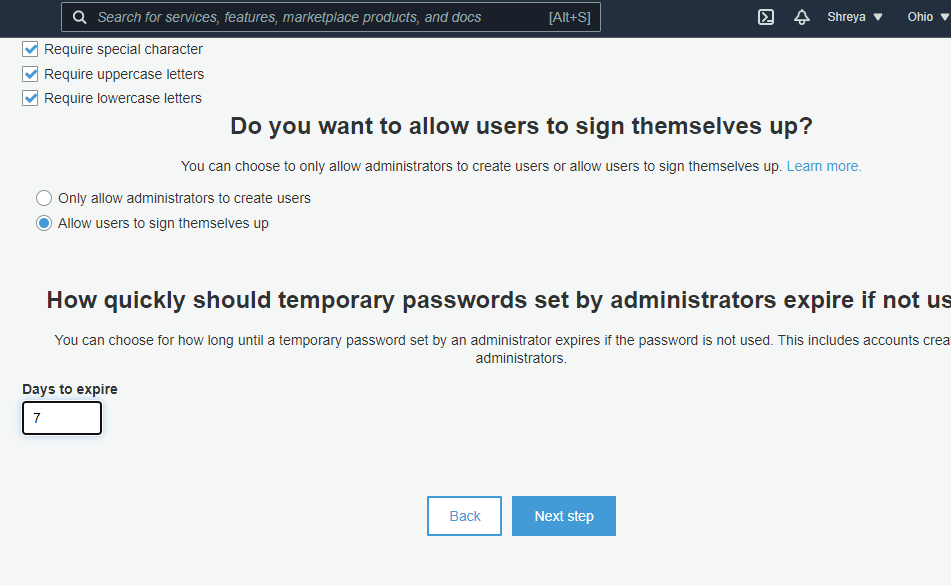 Search for services, features, marketplace products, and docs [Alt+S] Shreya Ohio
Require special character
Require uppercase letters
Require lowercase letters
Do you want to allow users to sign themselves up?
You can choose to only allow administrators to create users or allow users to sign themselves up. Learn more.
Only allow administrators to create users
Allow users to sign themselves up
How quickly should temporary passwords set by administrators expire if not us
You can choose for how long until a temporary password set by an administrator expires if the password is not used. This includes accounts crea
administrators.
Days to expire
7
Back Next step